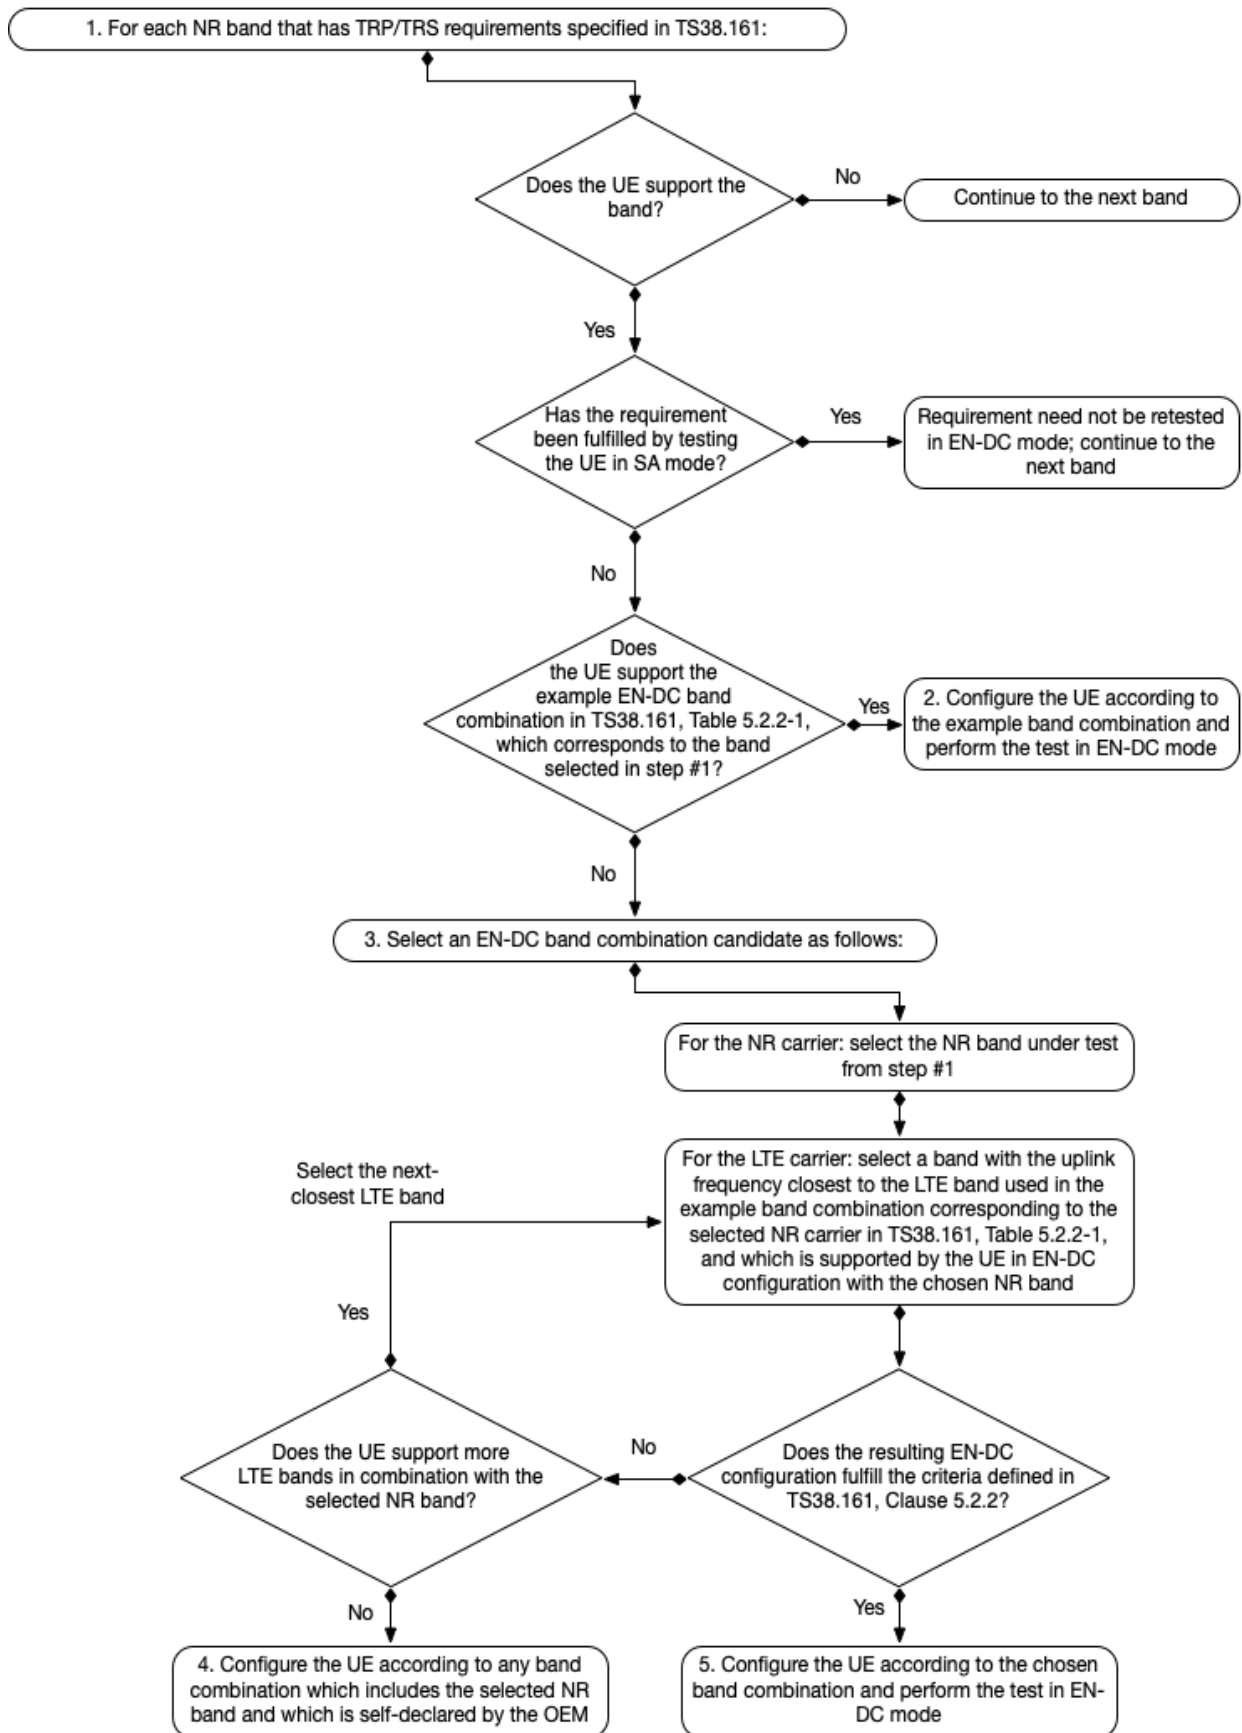 1. For each NR band that has TRP/TRS requirements specified in TS38.161:
Does the UE support the
band?
No
Continue to the next band
Yes
Has the requirement
been fulfilled by testing
the UE in SA mode?
Yes
Requirement need not be retested
in EN-DC mode; continue to the
next band
No
Does
the UE support the
example EN-DC band
combination in TS38.161, Table 5.2.2-1,
which corresponds to the band
selected in step #1?
Yes
2. Configure the UE according to
the example band combination and
perform the test in EN-DC mode
No
3. Select an EN-DC band combination candidate as follows:
For the NR carrier: select the NR band under test
from step #1
For the LTE carrier: select a band with the uplink
frequency closest to the LTE band used in the
example band combination corresponding to the
selected NR carrier in TS38.161, Table 5.2.2-1,
and which is supported by the UE in EN-DC
configuration with the chosen NR band
Select the next-
closest LTE band
Yes
Does the UE support more
LTE bands in combination with the
selected NR band?
No
Does the resulting EN-DC
configuration fulfill the criteria defined in
TS38.161, Clause 5.2.2?
No
Yes
4. Configure the UE according to any band
combination which includes the selected NR
band and which is self-declared by the OEM
5. Configure the UE according to the chosen
band combination and perform the test in EN-
DC mode